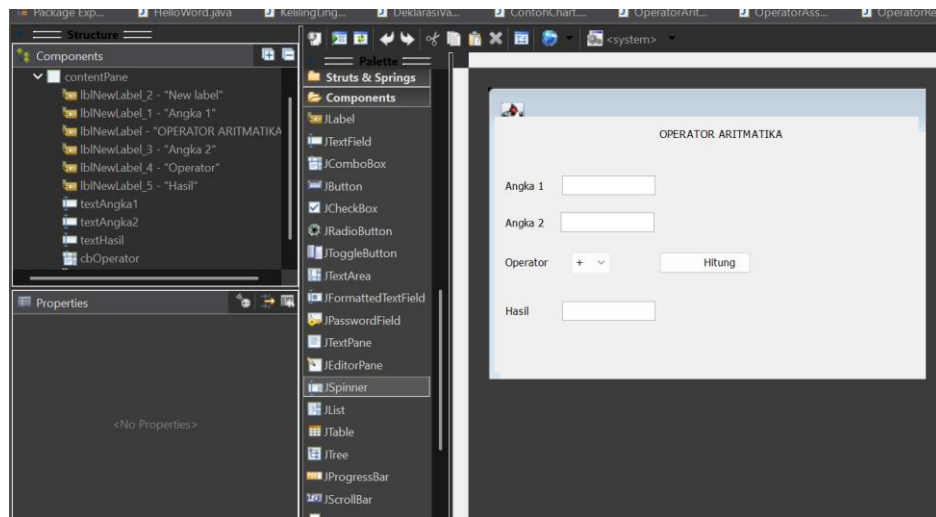 Package Exp...
HelloWord.java
KelilingLing...
DeklarasiVa...
ContohChart....
OperatorArit...
OperatorAss...
OperatorRe
Structure
Components
contentPane
lblNewLabel_2 - "New label"
lblNewLabel_1 - "Angka 1"
lblNewLabel - "OPERATOR ARITMATIKA
lblNewLabel_3 - "Angka 2"
lblNewLabel_4 - "Operator"
lblNewLabel_5 - "Hasil"
textAngka1
textAngka2
textHasil
cbOperator
Properties
<No Properties>
<system>
Palette
Struts & Springs
Components
JLabel
JTextField
JComboBox
JButton
JCheckBox
JRadioButton
JToggleButton
JTextArea
JFormattedTextField
JPasswordField
JTextPane
JEditorPane
JSpinner
JList
JTable
JTree
JProgressBar
JScrollBar
OPERATOR ARITMATIKA
Angka 1
Angka 2
Operator + Hitung
Hasil